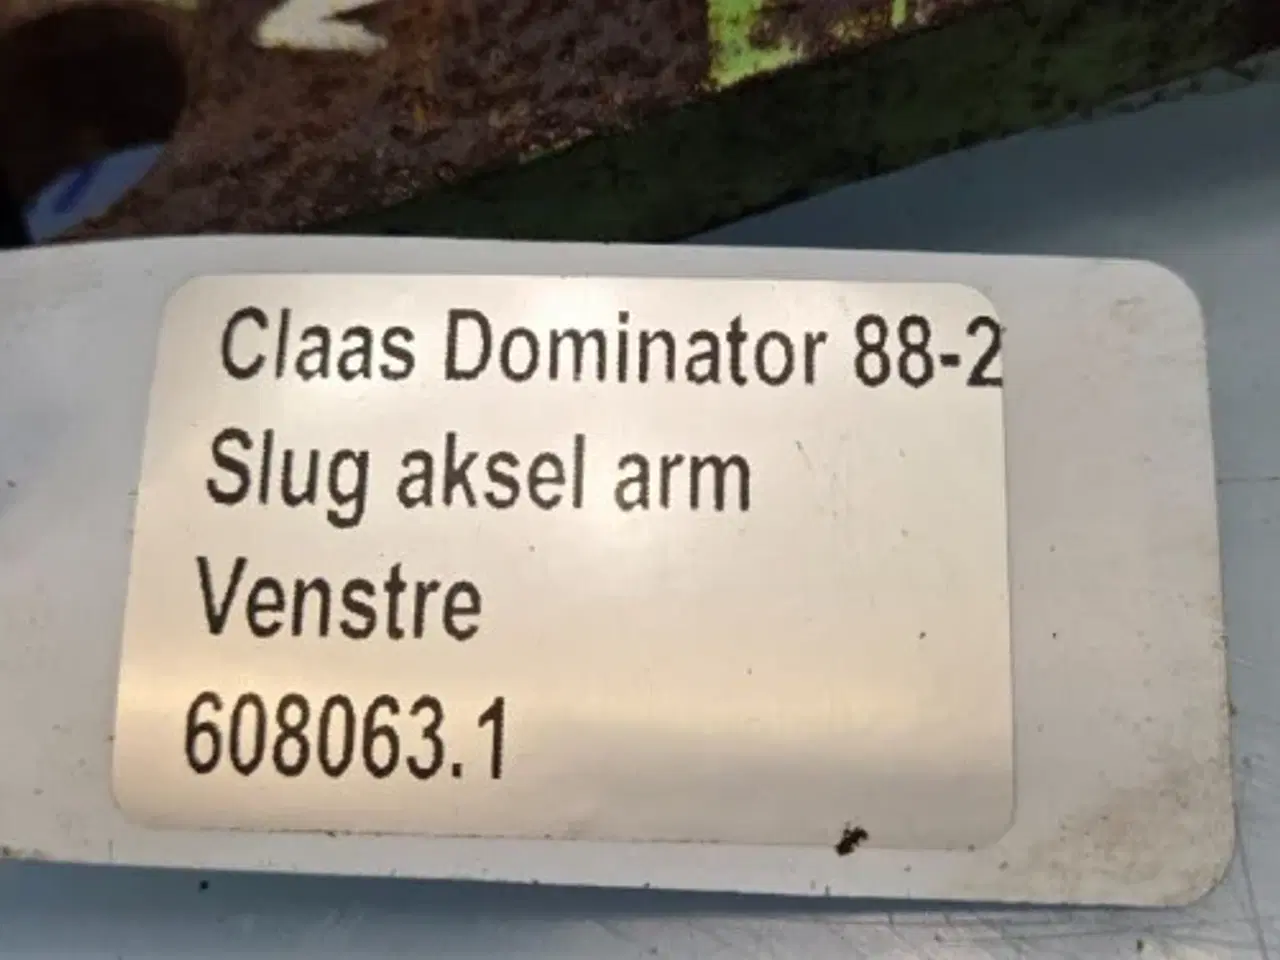 Claas Dominator 88-2
Slug aksel arm
Venstre
608063.1